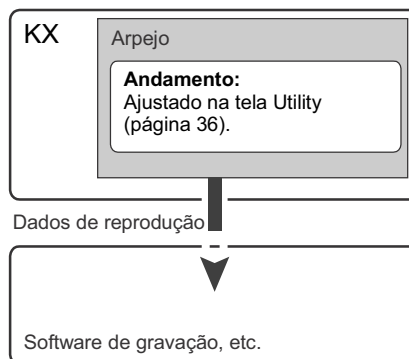 KX
Arpejo
Andamento:
Ajustado na tela Utility
(página 36).
Dados de reprodução
Software de gravação, etc.